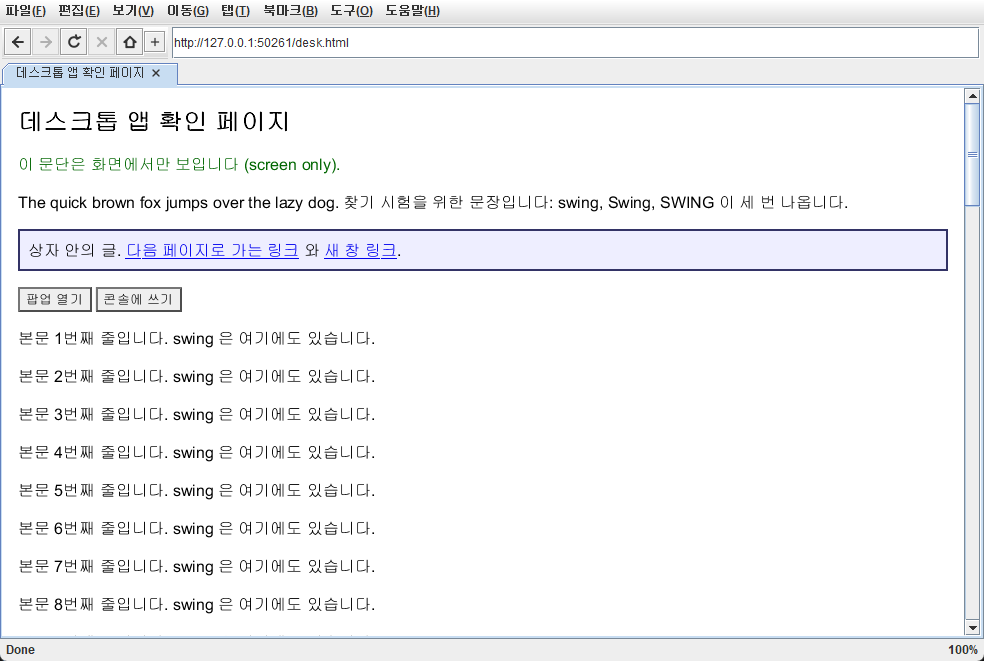 파일(F) 편집(E) 보기(V) 이동(G) 탭(T) 북마크(B) 도구(O) 도움말(H)
http://127.0.0.1:50261/desk.html
데스크톱 앱 확인 페이지
데스크톱 앱 확인 페이지
이 문단은 화면에서만 보입니다 (screen only).
The quick brown fox jumps over the lazy dog. 찾기 시험을 위한 문장입니다: swing, Swing, SWING 이 세 번 나옵니다.
상자 안의 글. 다음 페이지로 가는 링크 와 새 창 링크.
팝업 열기 콘솔에 쓰기
본문 1번째 줄입니다. swing 은 여기에도 있습니다.
본문 2번째 줄입니다. swing 은 여기에도 있습니다.
본문 3번째 줄입니다. swing 은 여기에도 있습니다.
본문 4번째 줄입니다. swing 은 여기에도 있습니다.
본문 5번째 줄입니다. swing 은 여기에도 있습니다.
본문 6번째 줄입니다. swing 은 여기에도 있습니다.
본문 7번째 줄입니다. swing 은 여기에도 있습니다.
본문 8번째 줄입니다. swing 은 여기에도 있습니다.
Done 100%